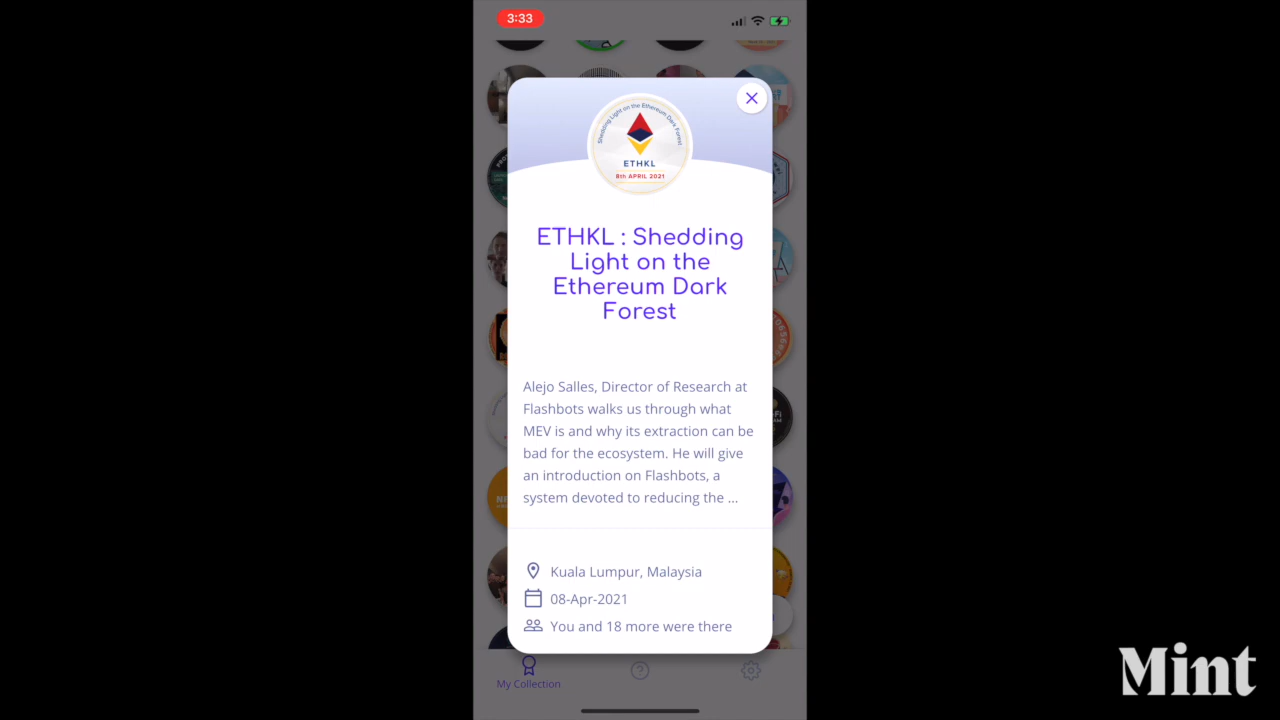 3:33
Shedding Light on the Ethereum Dark Forest
ETHKL
8th APRIL 2021
ETHKL : Shedding
Light on the
Ethereum Dark
Forest
Alejo Salles, Director of Research at
Flashbots walks us through what
MEV is and why its extraction can be
bad for the ecosystem. He will give
an introduction on Flashbots, a
system devoted to reducing the ...
Kuala Lumpur, Malaysia
08-Apr-2021
You and 18 more were there
My Collection
Mint